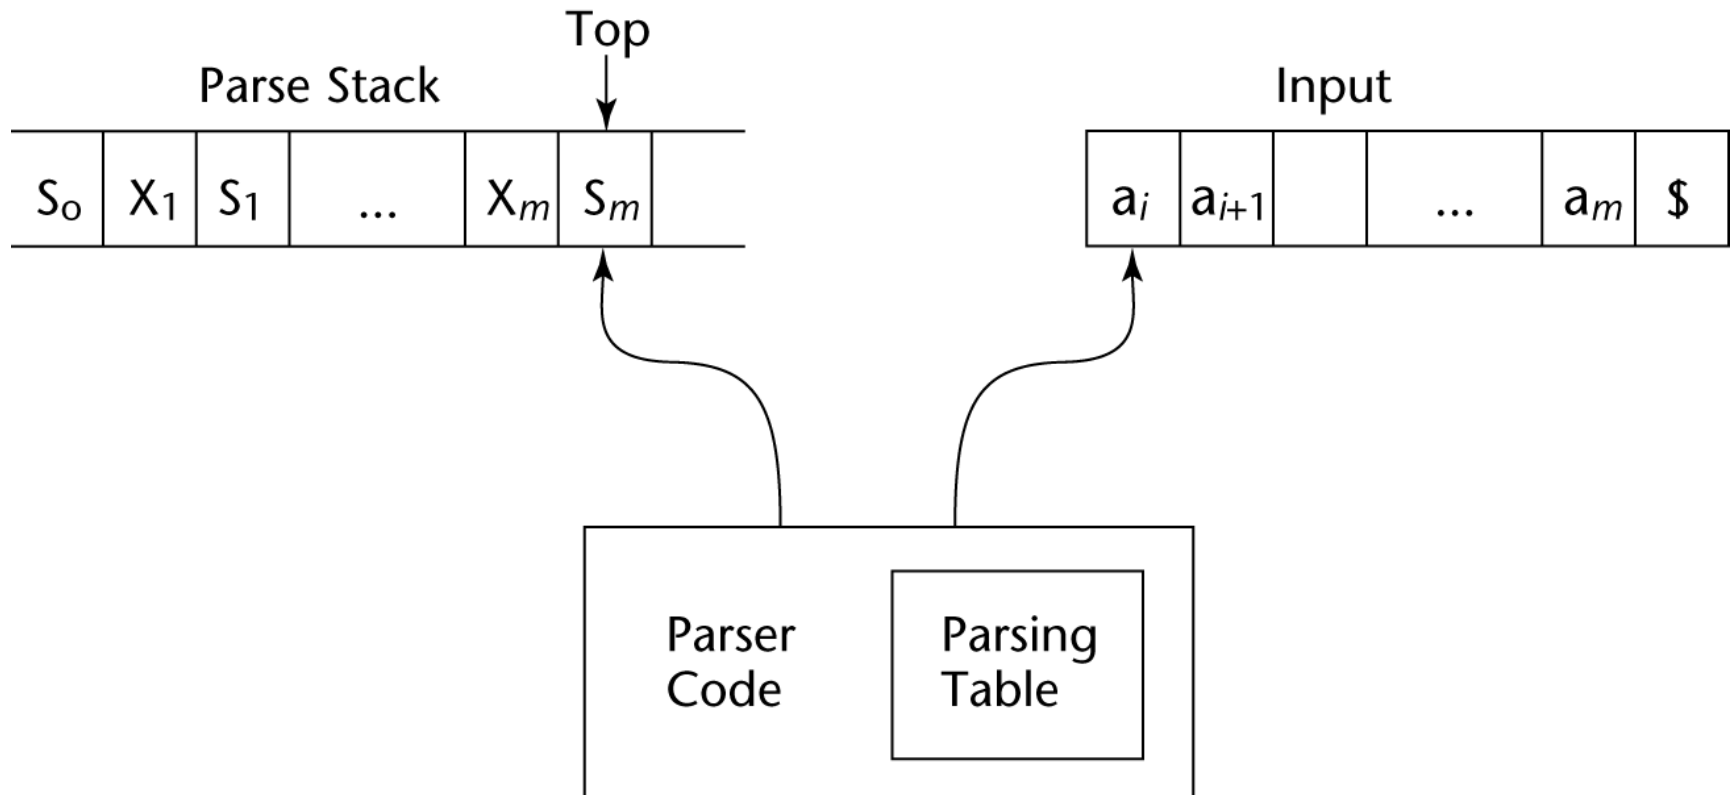 Top
Parse Stack
Input
S₀ X₁ S₁ ... Xₘ Sₘ
aᵢ aᵢ₊₁ ... aₘ $
Parser
Code
Parsing
Table